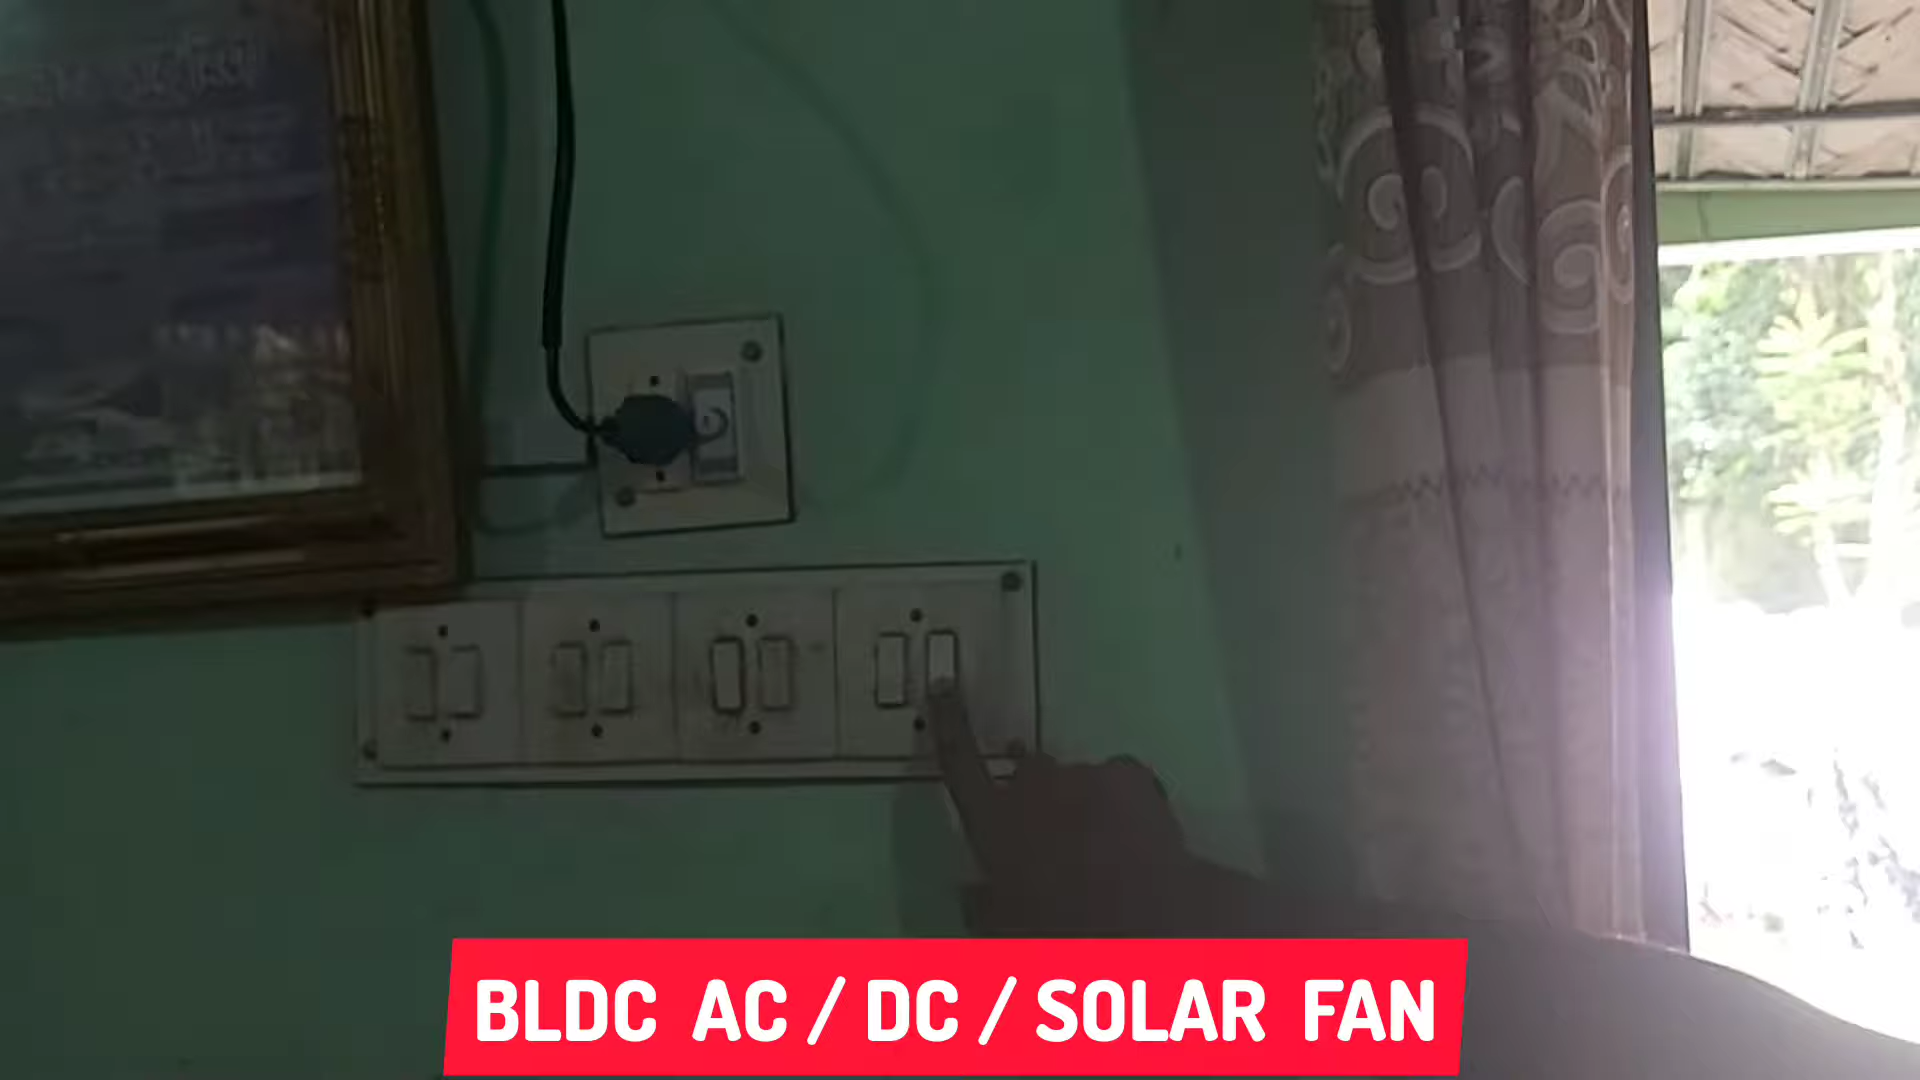 BLDC AC / DC / SOLAR FAN